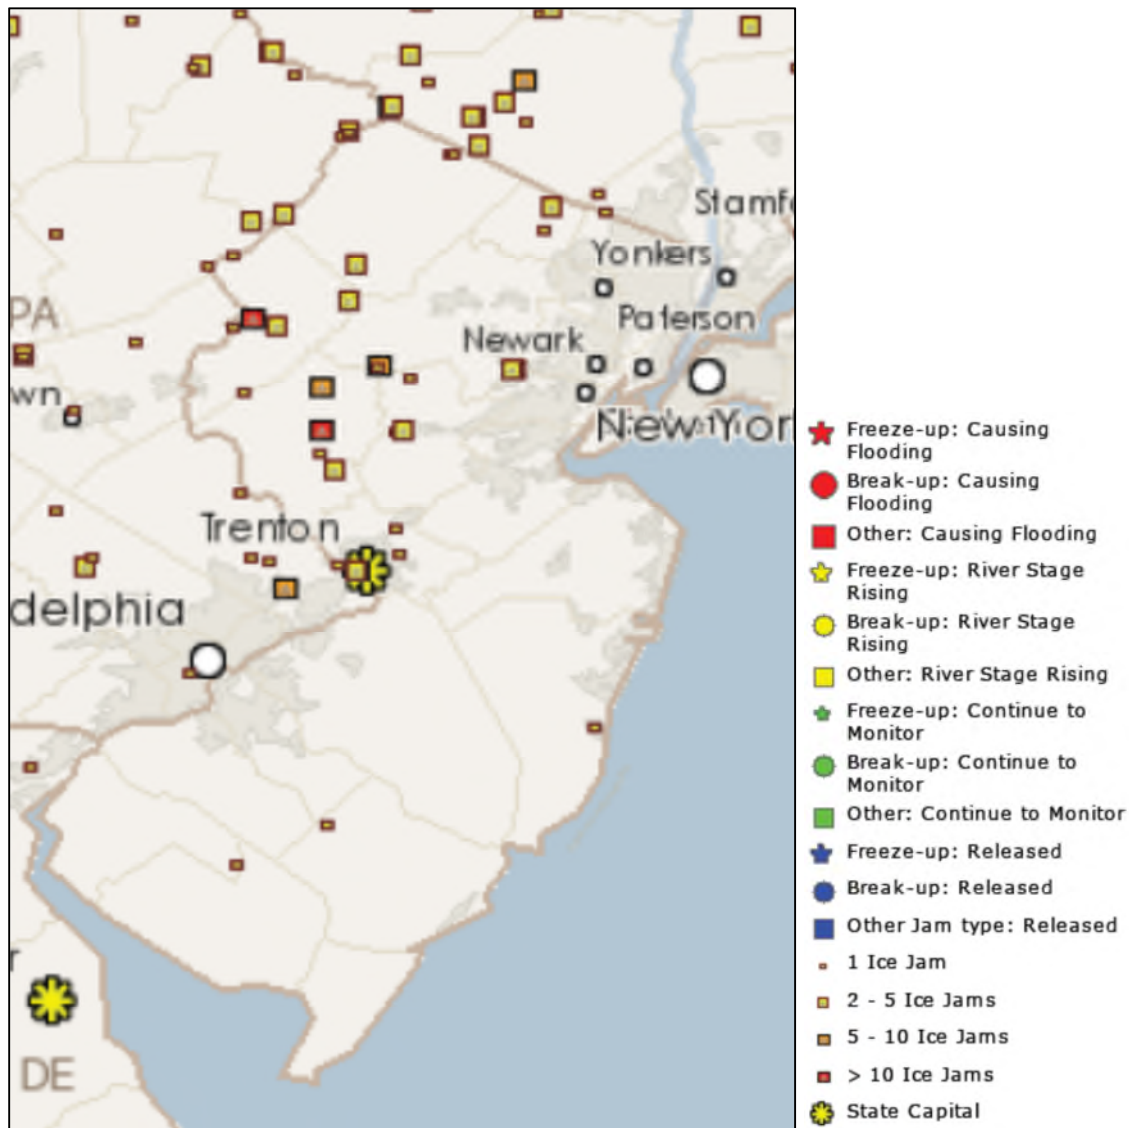 Stamf
Yonkers
PA
Paterson
Newark
wn
New York
Trenton
delphia
r
DE
Freeze-up: Causing
Flooding
Break-up: Causing
Flooding
Other: Causing Flooding
Freeze-up: River Stage
Rising
Break-up: River Stage
Rising
Other: River Stage Rising
Freeze-up: Continue to
Monitor
Break-up: Continue to
Monitor
Other: Continue to Monitor
Freeze-up: Released
Break-up: Released
Other Jam type: Released
1 Ice Jam
2 - 5 Ice Jams
5 - 10 Ice Jams
> 10 Ice Jams
State Capital